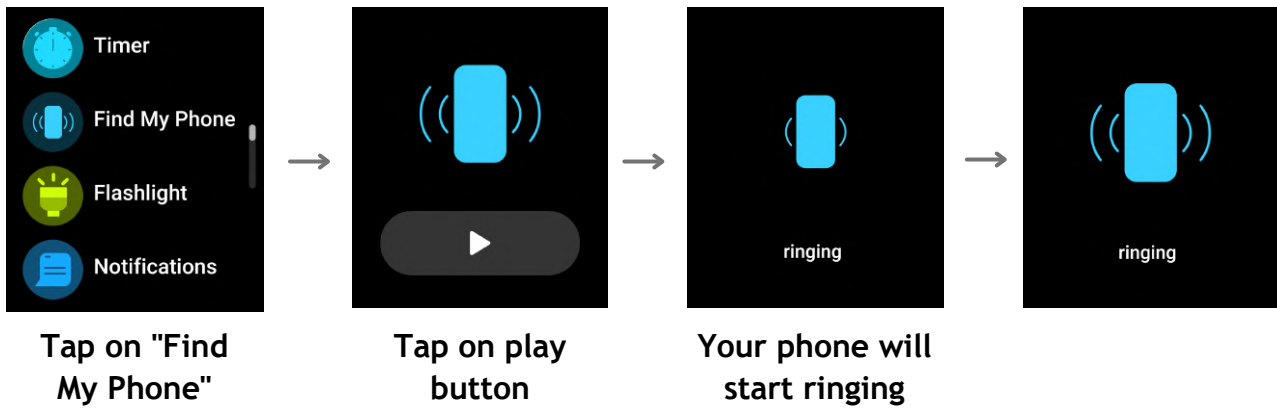 Timer
Find My Phone
Flashlight
Notifications
ringing
ringing
Tap on "Find
My Phone"
Tap on play
button
Your phone will
start ringing